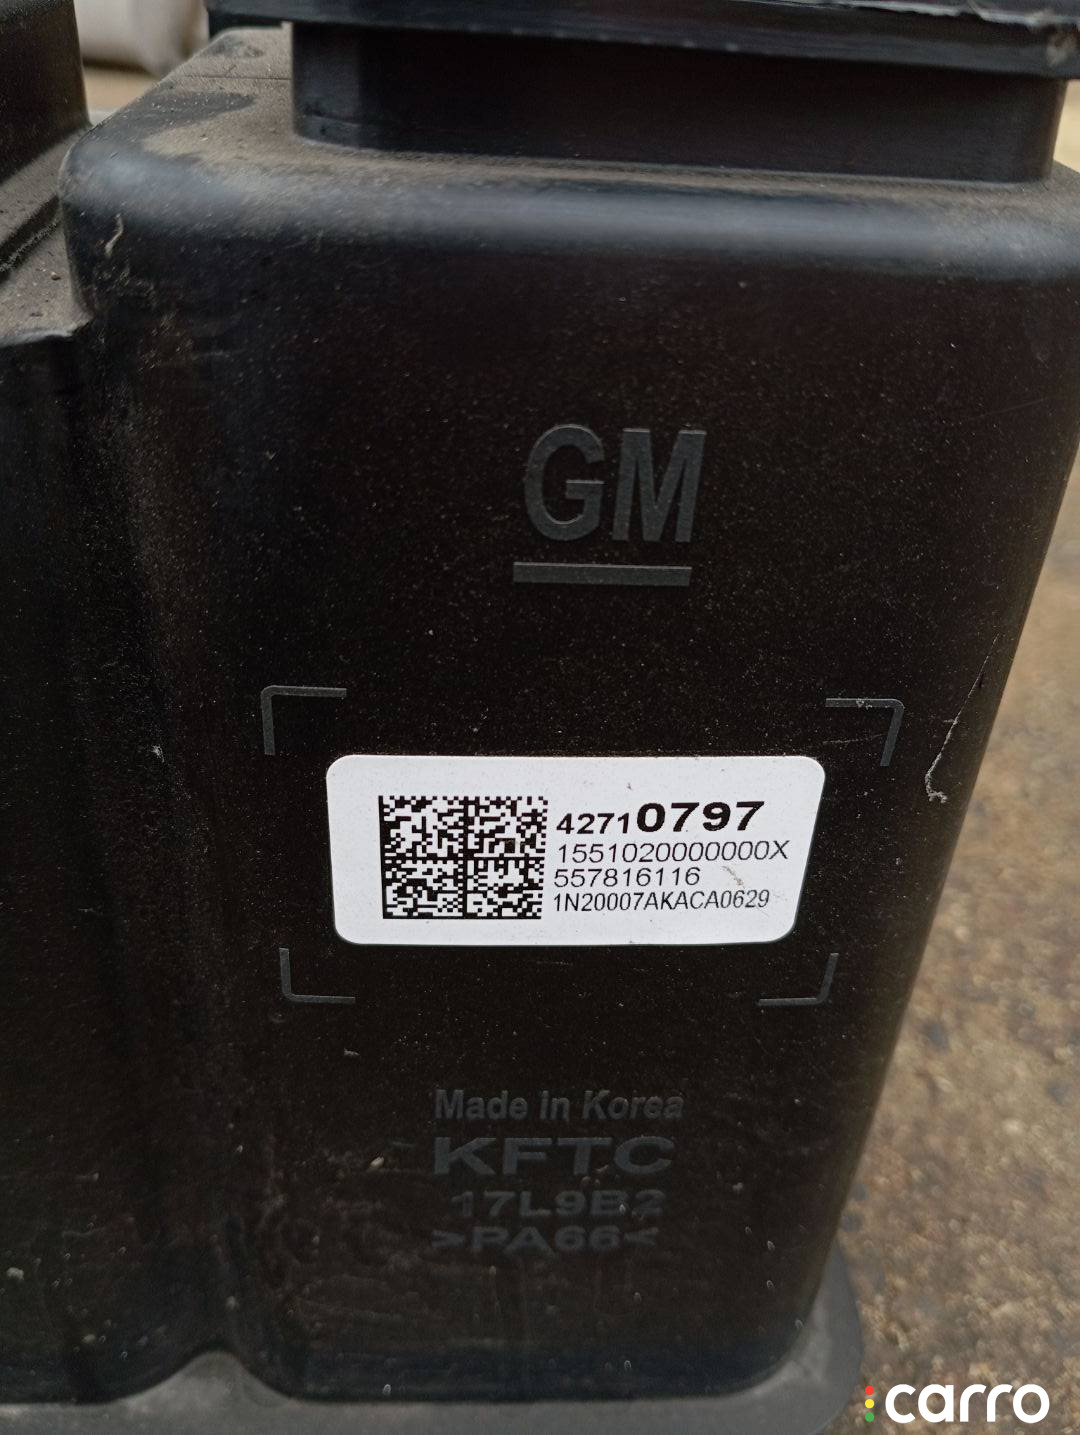 GM
42710797
1551020000000X
557816116
1N20007AKACA0629
Made in Korea
KFTC
17L9B2
>PA66<
carro